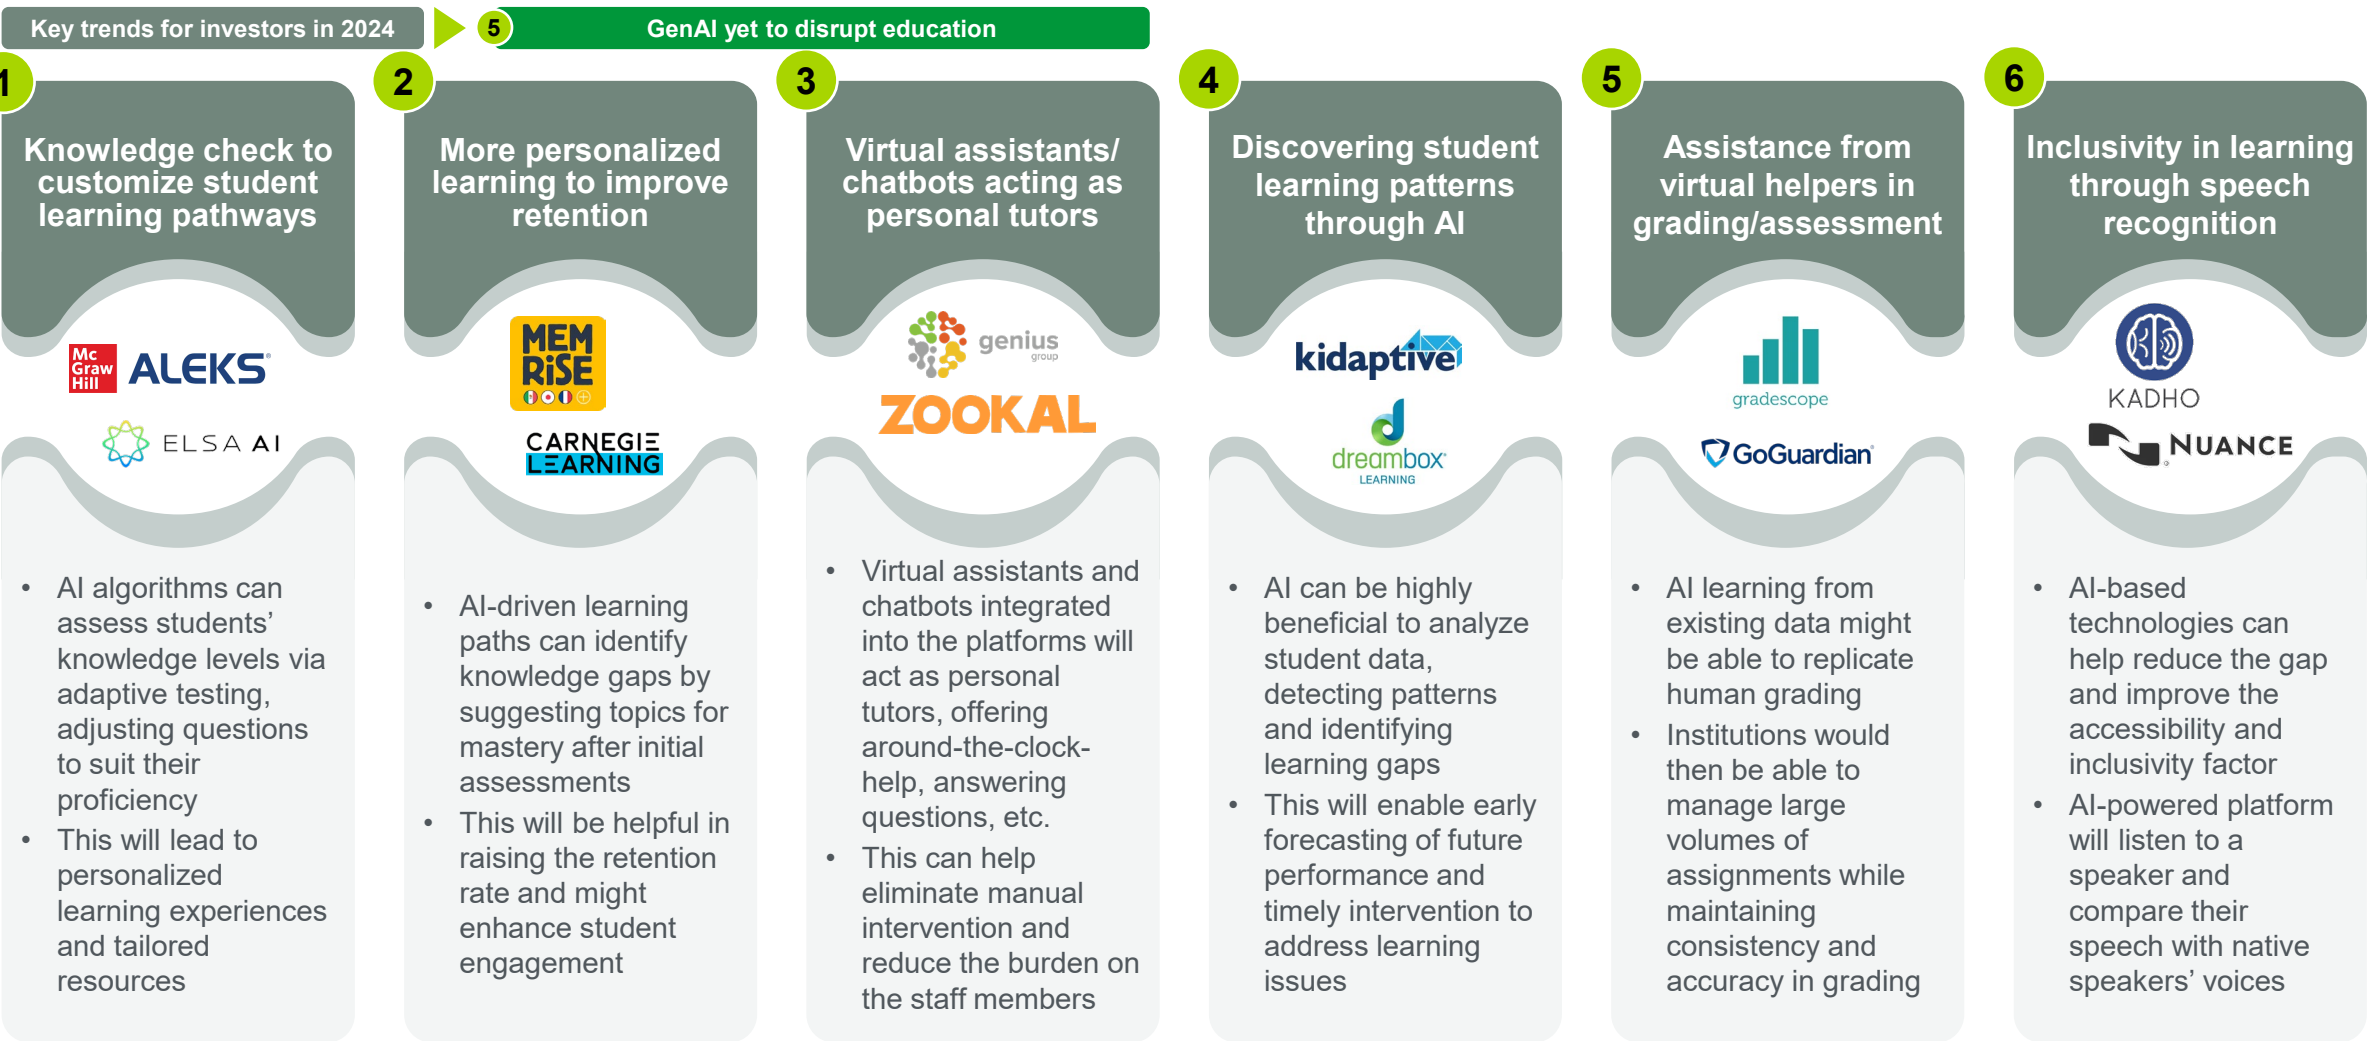 Key trends for investors in 2024
5
GenAI yet to disrupt education
1
Knowledge check to
customize student
learning pathways
Mc
Graw
Hill
ALEKS®
ELSA AI
• AI algorithms can
assess students’
knowledge levels via
adaptive testing,
adjusting questions
to suit their
proficiency
• This will lead to
personalized
learning experiences
and tailored
resources
2
More personalized
learning to improve
retention
MEM
RiSE
CARNEGIE
LEARNING
• AI-driven learning
paths can identify
knowledge gaps by
suggesting topics for
mastery after initial
assessments
• This will be helpful in
raising the retention
rate and might
enhance student
engagement
3
Virtual assistants/
chatbots acting as
personal tutors
genius
group
ZOOKAL
• Virtual assistants and
chatbots integrated
into the platforms will
act as personal
tutors, offering
around-the-clock-
help, answering
questions, etc.
• This can help
eliminate manual
intervention and
reduce the burden on
the staff members
4
Discovering student
learning patterns
through AI
kidaptive
dreambox
LEARNING
• AI can be highly
beneficial to analyze
student data,
detecting patterns
and identifying
learning gaps
• This will enable early
forecasting of future
performance and
timely intervention to
address learning
issues
5
Assistance from
virtual helpers in
grading/assessment
gradescope
GoGuardian
• AI learning from
existing data might
be able to replicate
human grading
• Institutions would
then be able to
manage large
volumes of
assignments while
maintaining
consistency and
accuracy in grading
6
Inclusivity in learning
through speech
recognition
KADHO
NUANCE
• AI-based
technologies can
help reduce the gap
and improve the
accessibility and
inclusivity factor
• AI-powered platform
will listen to a
speaker and
compare their
speech with native
speakers’ voices